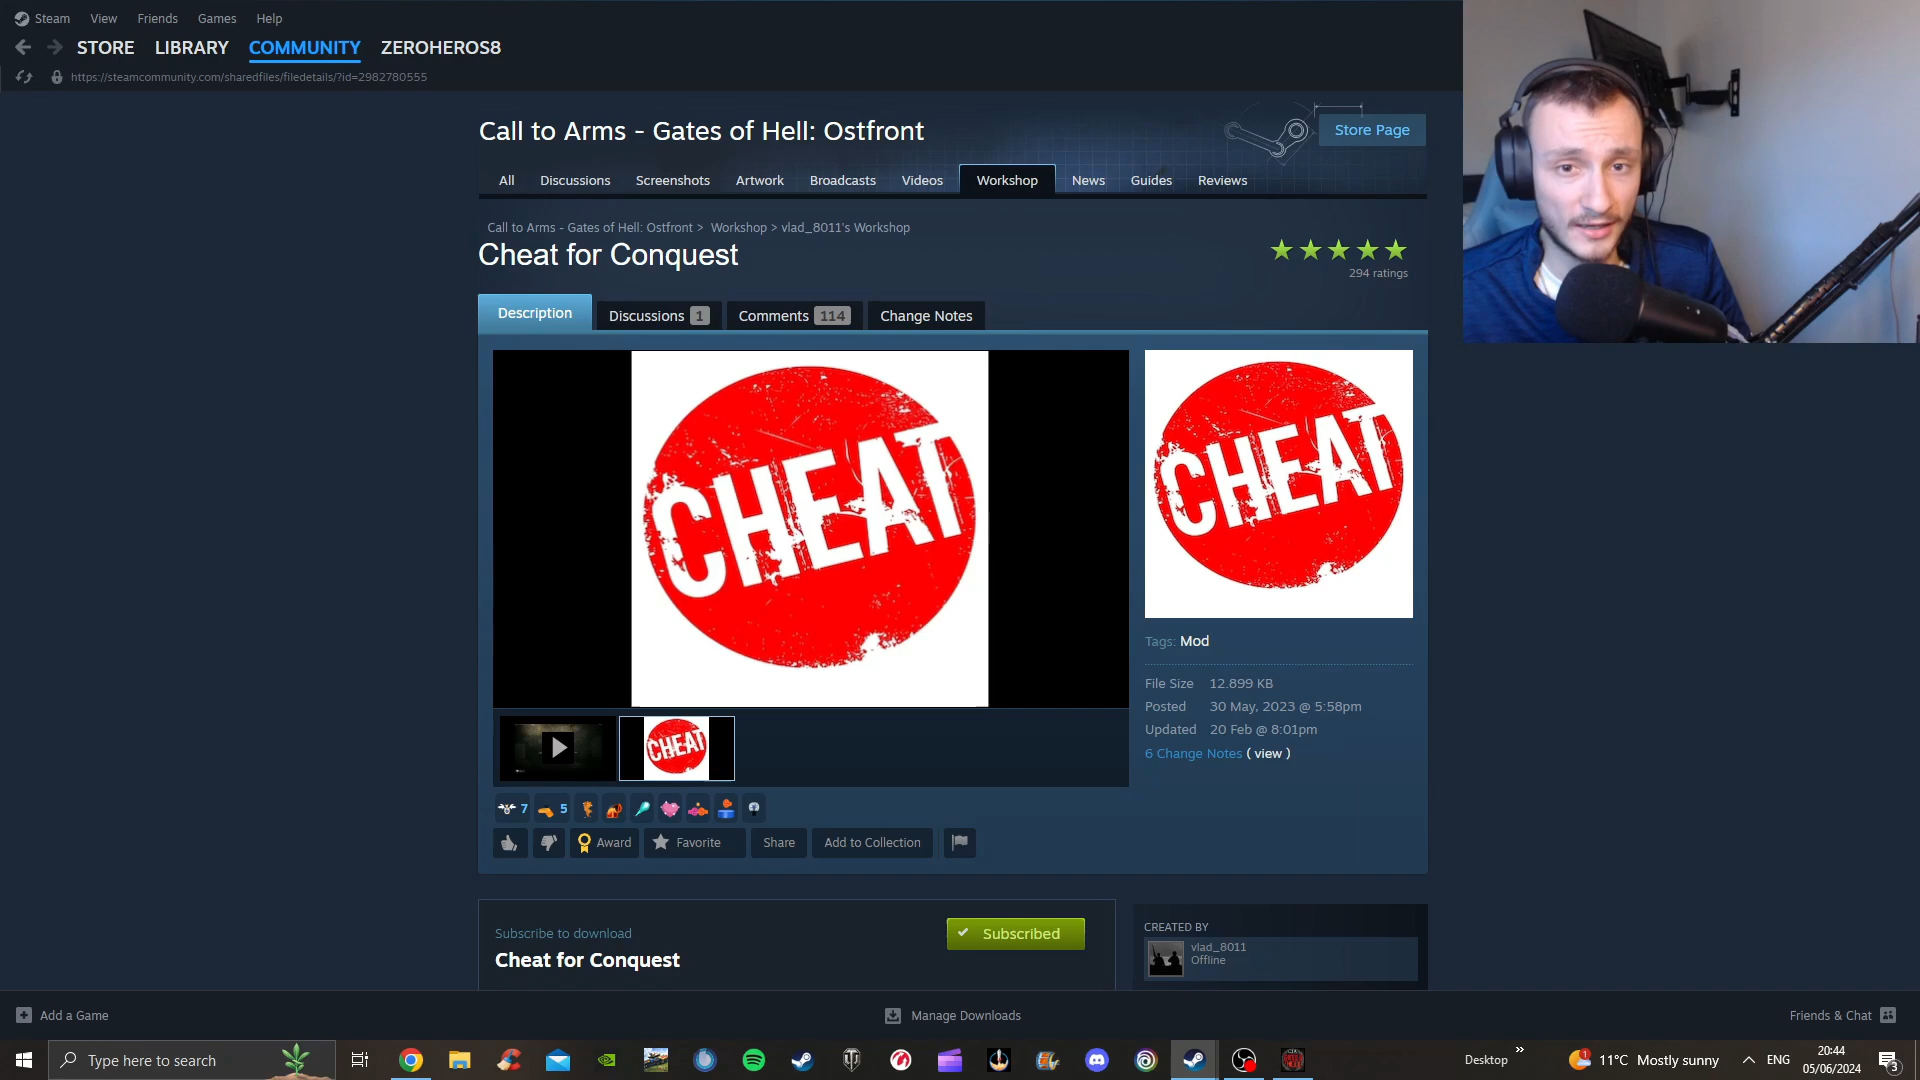 Steam View Friends Games Help
STORE LIBRARY COMMUNITY ZEROHEROS8
https://steamcommunity.com/sharedfiles/filedetails/?id=2982780555
Call to Arms - Gates of Hell: Ostfront
Store Page
All Discussions Screenshots Artwork Broadcasts Videos Workshop News Guides Reviews
Call to Arms - Gates of Hell: Ostfront > Workshop > vlad_8011's Workshop
Cheat for Conquest
294 ratings
Description Discussions 1 Comments 114 Change Notes
CHEAT
CHEAT
Tags: Mod
File Size 12.899 KB
Posted 30 May, 2023 @ 5:58pm
Updated 20 Feb @ 8:01pm
6 Change Notes ( view )
CHEAT
7 5
Award Favorite Share Add to Collection
Subscribe to download
Cheat for Conquest
Subscribed
CREATED BY
vlad_8011
Offline
Add a Game Manage Downloads Friends & Chat
Type here to search
Desktop » 1 11°C Mostly sunny ENG 20:44
05/06/2024 3